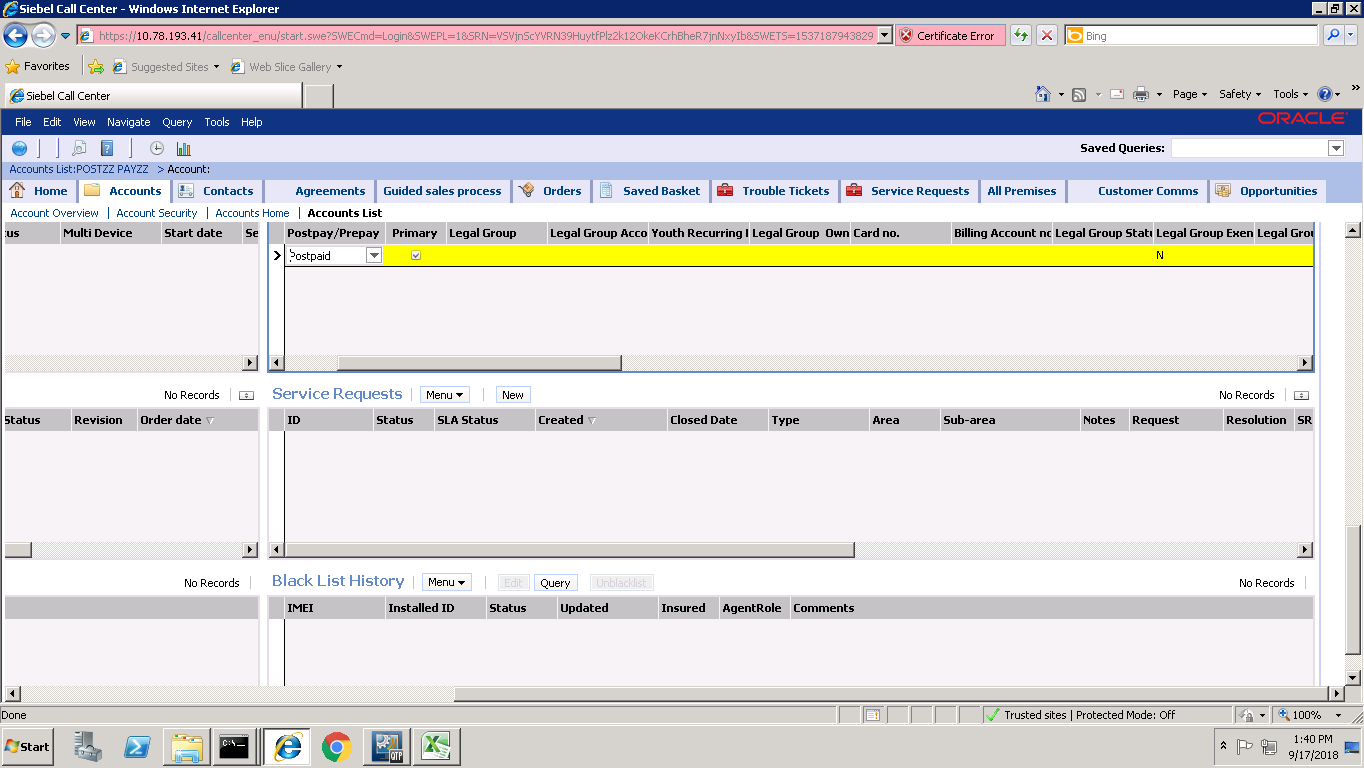 Siebel Call Center - Windows Internet Explorer
https://10.78.193.41/callcenter_enu/start.swe?SWECmd=Login&SWEPL=1&SRN=VSVjnScYVRN39HuytfPlz2k12OkeKCrhBheR7jnNxyIb&SWETS=1537187943829 Certificate Error Bing
Favorites Suggested Sites Web Slice Gallery
Siebel Call Center Page Safety Tools
File Edit View Navigate Query Tools Help ORACLE
Saved Queries:
Accounts List:POSTZZ PAYZZ > Account:
Home Accounts Contacts Agreements Guided sales process Orders Saved Basket Trouble Tickets Service Requests All Premises Customer Comms Opportunities
Account Overview | Account Security | Accounts Home | Accounts List
tus Multi Device Start date Se Postpay/Prepay Primary Legal Group Legal Group Acco Youth Recurring I Legal Group Own Card no. Billing Account no Legal Group Statu Legal Group Exen Legal Grou
Postpaid N
No Records Service Requests Menu New No Records
Status Revision Order date ID Status SLA Status Created Closed Date Type Area Sub-area Notes Request Resolution SR
No Records Black List History Menu Edit Query Unblacklist No Records
IMEI Installed ID Status Updated Insured AgentRole Comments
Done Trusted sites | Protected Mode: Off 100%
Start C:\. QTP 1:40 PM
9/17/2018